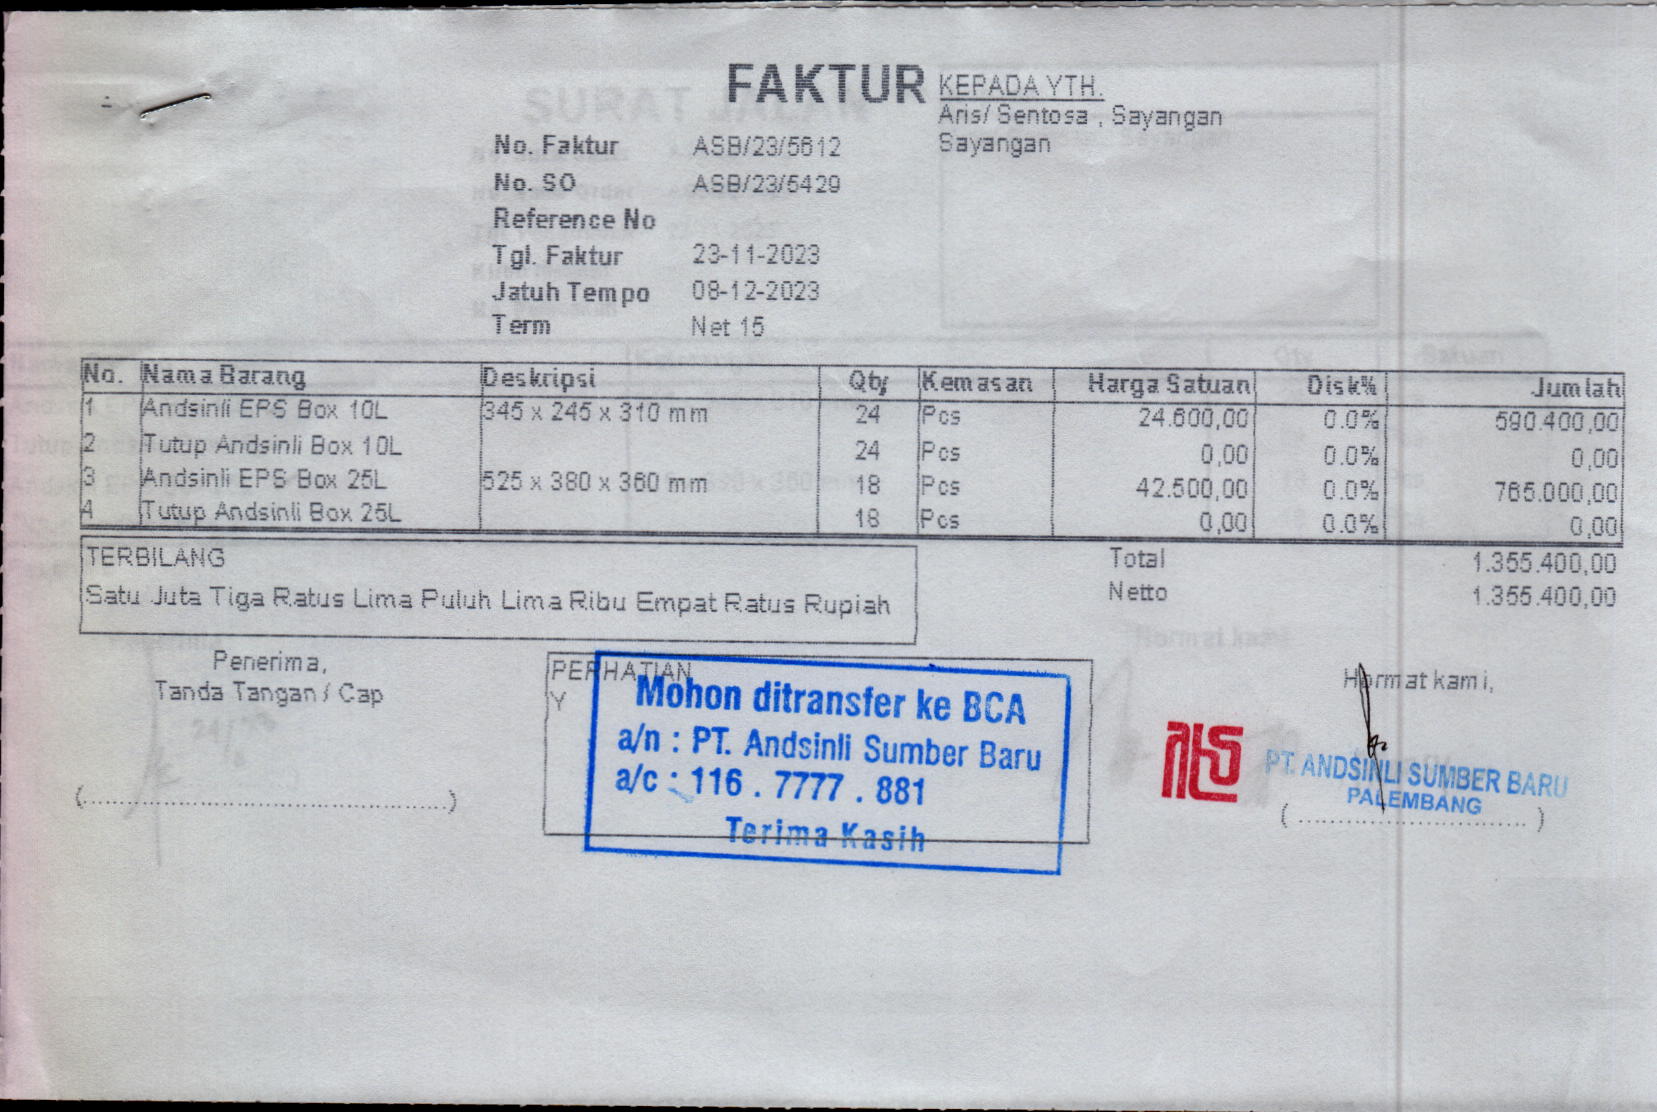 FAKTUR
KEPADA YTH.
Aris/ Sentosa , Sayangan
Sayangan
No. Faktur ASB/23/5612
No. SO ASB/23/5429
Reference No
Tgl. Faktur 23-11-2023
Jatuh Tempo 08-12-2023
Term Net 15
No. Nama Barang Deskripsi Qty Kemasan Harga Satuan Disk% Jumlah
1 Andsinli EPS Box 10L 345 x 245 x 310 mm 24 Pcs 24.600,00 0.0% 590.400,00
2 Tutup Andsinli Box 10L 24 Pcs 0,00 0.0% 0,00
3 Andsinli EPS Box 25L 525 x 380 x 360 mm 18 Pcs 42.500,00 0.0% 765.000,00
4 Tutup Andsinli Box 25L 18 Pcs 0,00 0.0% 0,00
TERBILANG
Satu Juta Tiga Ratus Lima Puluh Lima Ribu Empat Ratus Rupiah
Total 1.355.400,00
Netto 1.355.400,00
Penerima,
Tanda Tangan / Cap
PERHATIAN
Y
Mohon ditransfer ke BCA
a/n : PT. Andsinli Sumber Baru
a/c : 116 . 7777 . 881
Terima Kasih
Hormat kami,
PT. ANDSINLI SUMBER BARU
PALEMBANG